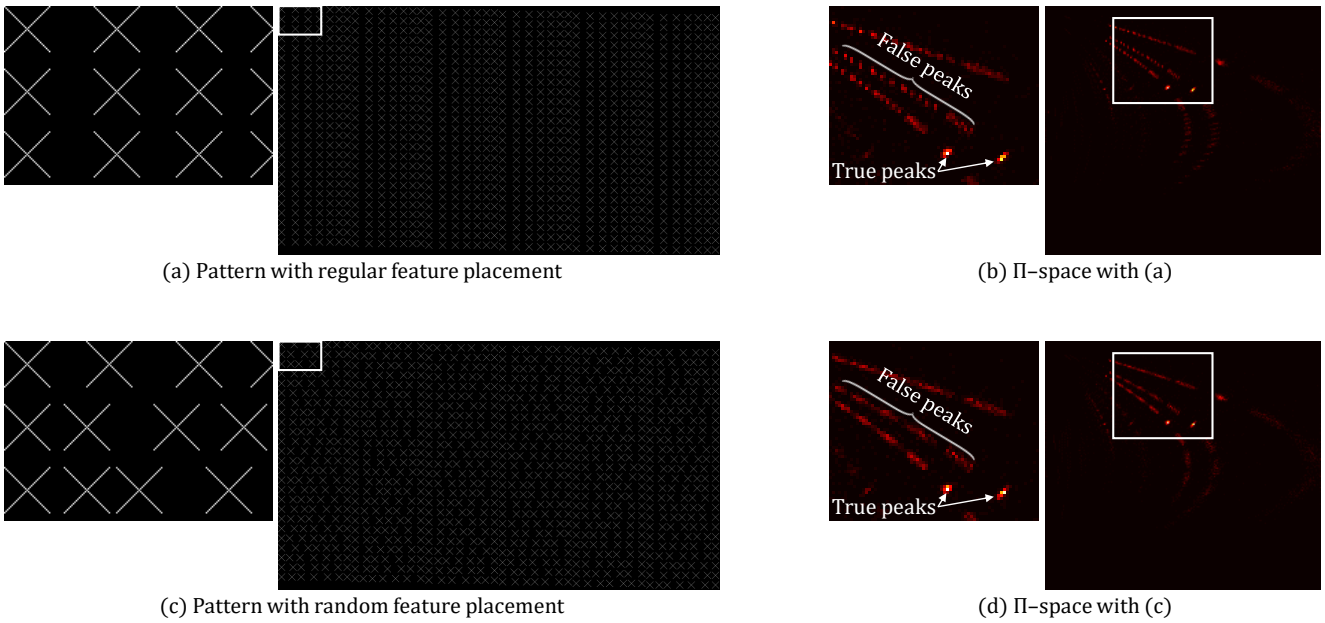 False peaks
True peaks
(a) Pattern with regular feature placement
(b) Π–space with (a)
False peaks
True peaks
(c) Pattern with random feature placement
(d) Π–space with (c)